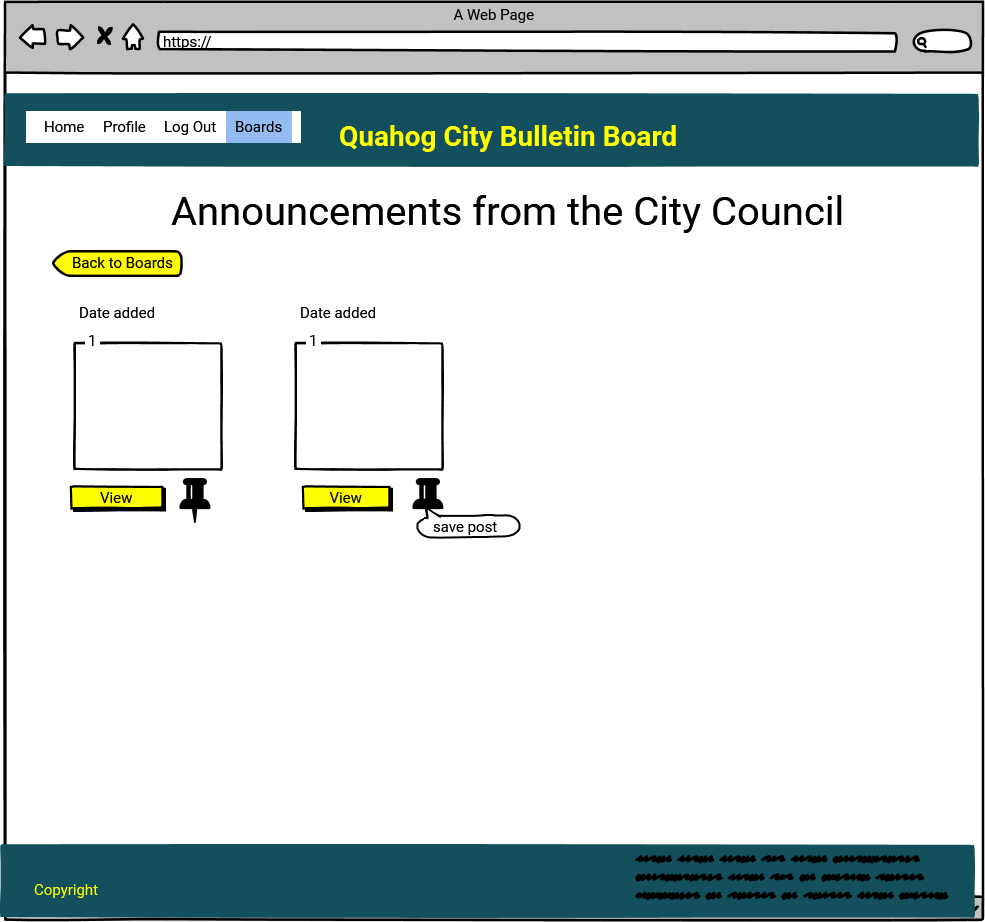 A Web Page
https://
Home Profile Log Out Boards
Quahog City Bulletin Board
Announcements from the City Council
Back to Boards
Date added Date added
1 1
View View
save post
Copyright